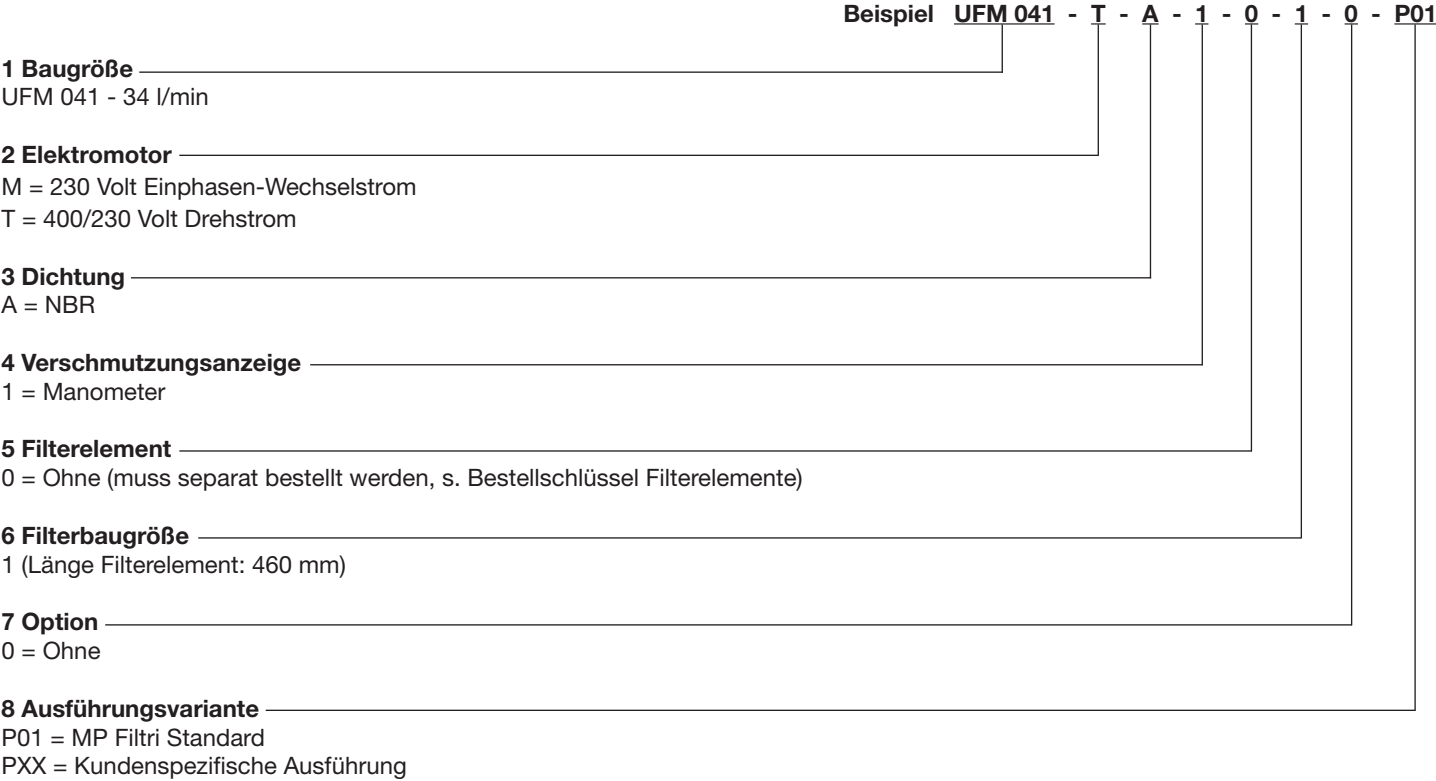 Beispiel UFM 041 - T - A - 1 - 0 - 1 - 0 - P01
1 Baugröße
UFM 041 - 34 l/min
2 Elektromotor
M = 230 Volt Einphasen-Wechselstrom
T = 400/230 Volt Drehstrom
3 Dichtung
A = NBR
4 Verschmutzungsanzeige
1 = Manometer
5 Filterelement
0 = Ohne (muss separat bestellt werden, s. Bestellschlüssel Filterelemente)
6 Filterbaugröße
1 (Länge Filterelement: 460 mm)
7 Option
0 = Ohne
8 Ausführungsvariante
P01 = MP Filtri Standard
PXX = Kundenspezifische Ausführung